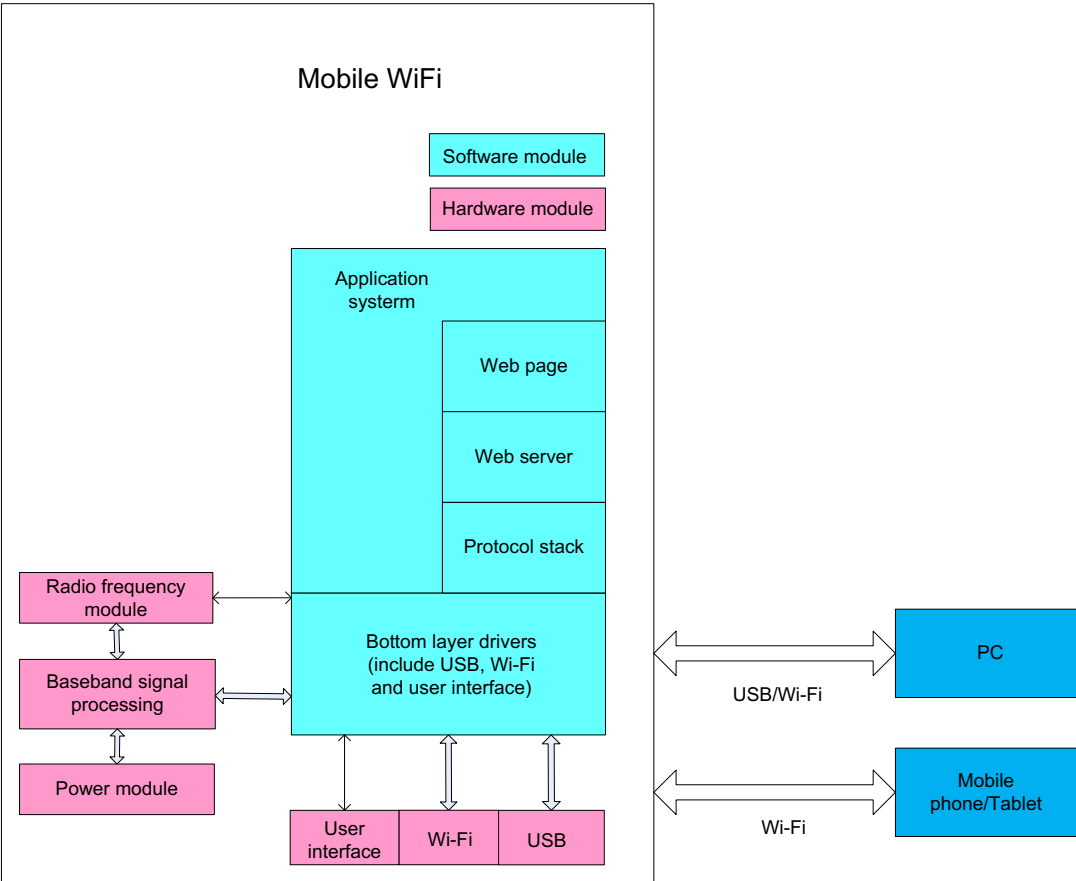 Mobile WiFi
Software module
Hardware module
Application
systerm
Web page
Web server
Protocol stack
Radio frequency
module
Baseband signal
processing
Power module
Bottom layer drivers
(include USB, Wi-Fi
and user interface)
User
interface
Wi-Fi
USB
PC
USB/Wi-Fi
Mobile
phone/Tablet
Wi-Fi